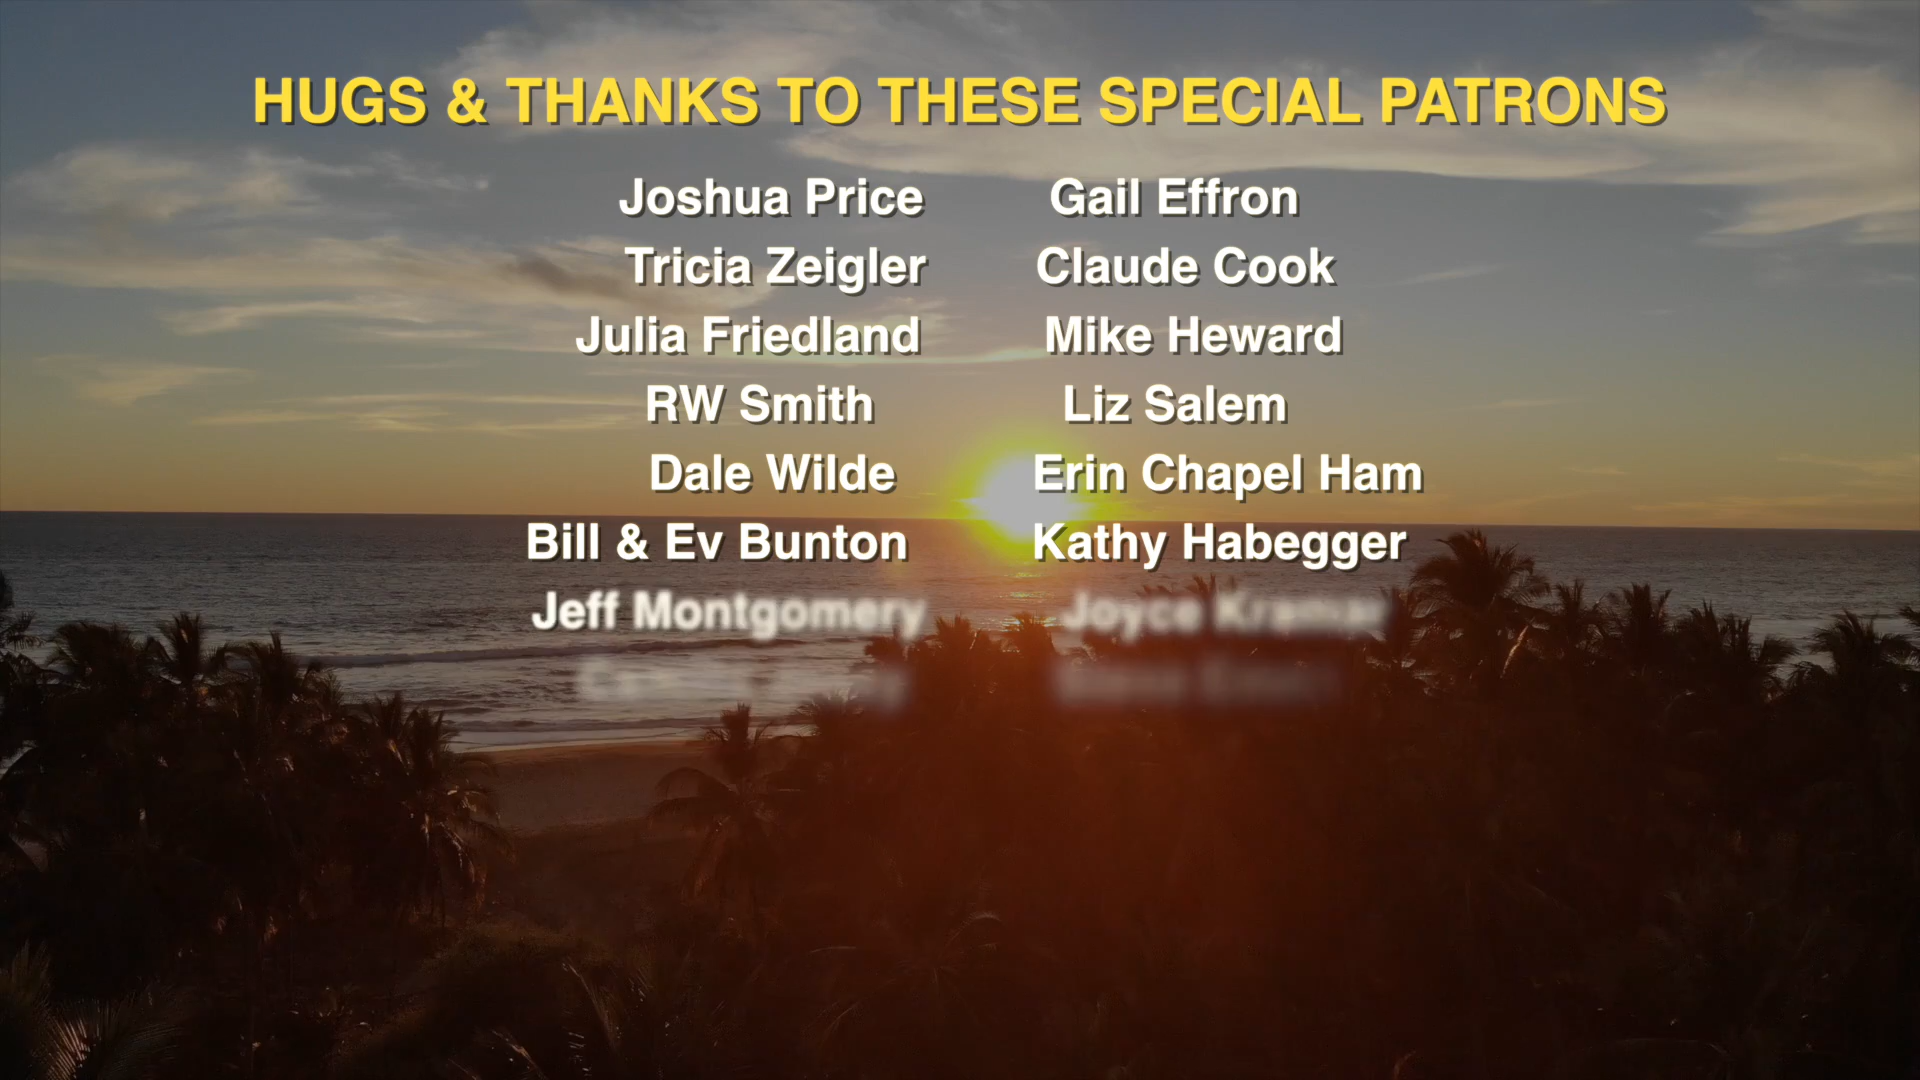 HUGS & THANKS TO THESE SPECIAL PATRONS
Joshua Price Gail Effron
Tricia Zeigler Claude Cook
Julia Friedland Mike Heward
RW Smith Liz Salem
Dale Wilde Erin Chapel Ham
Bill & Ev Bunton Kathy Habegger
Jeff Montgomery Joyce